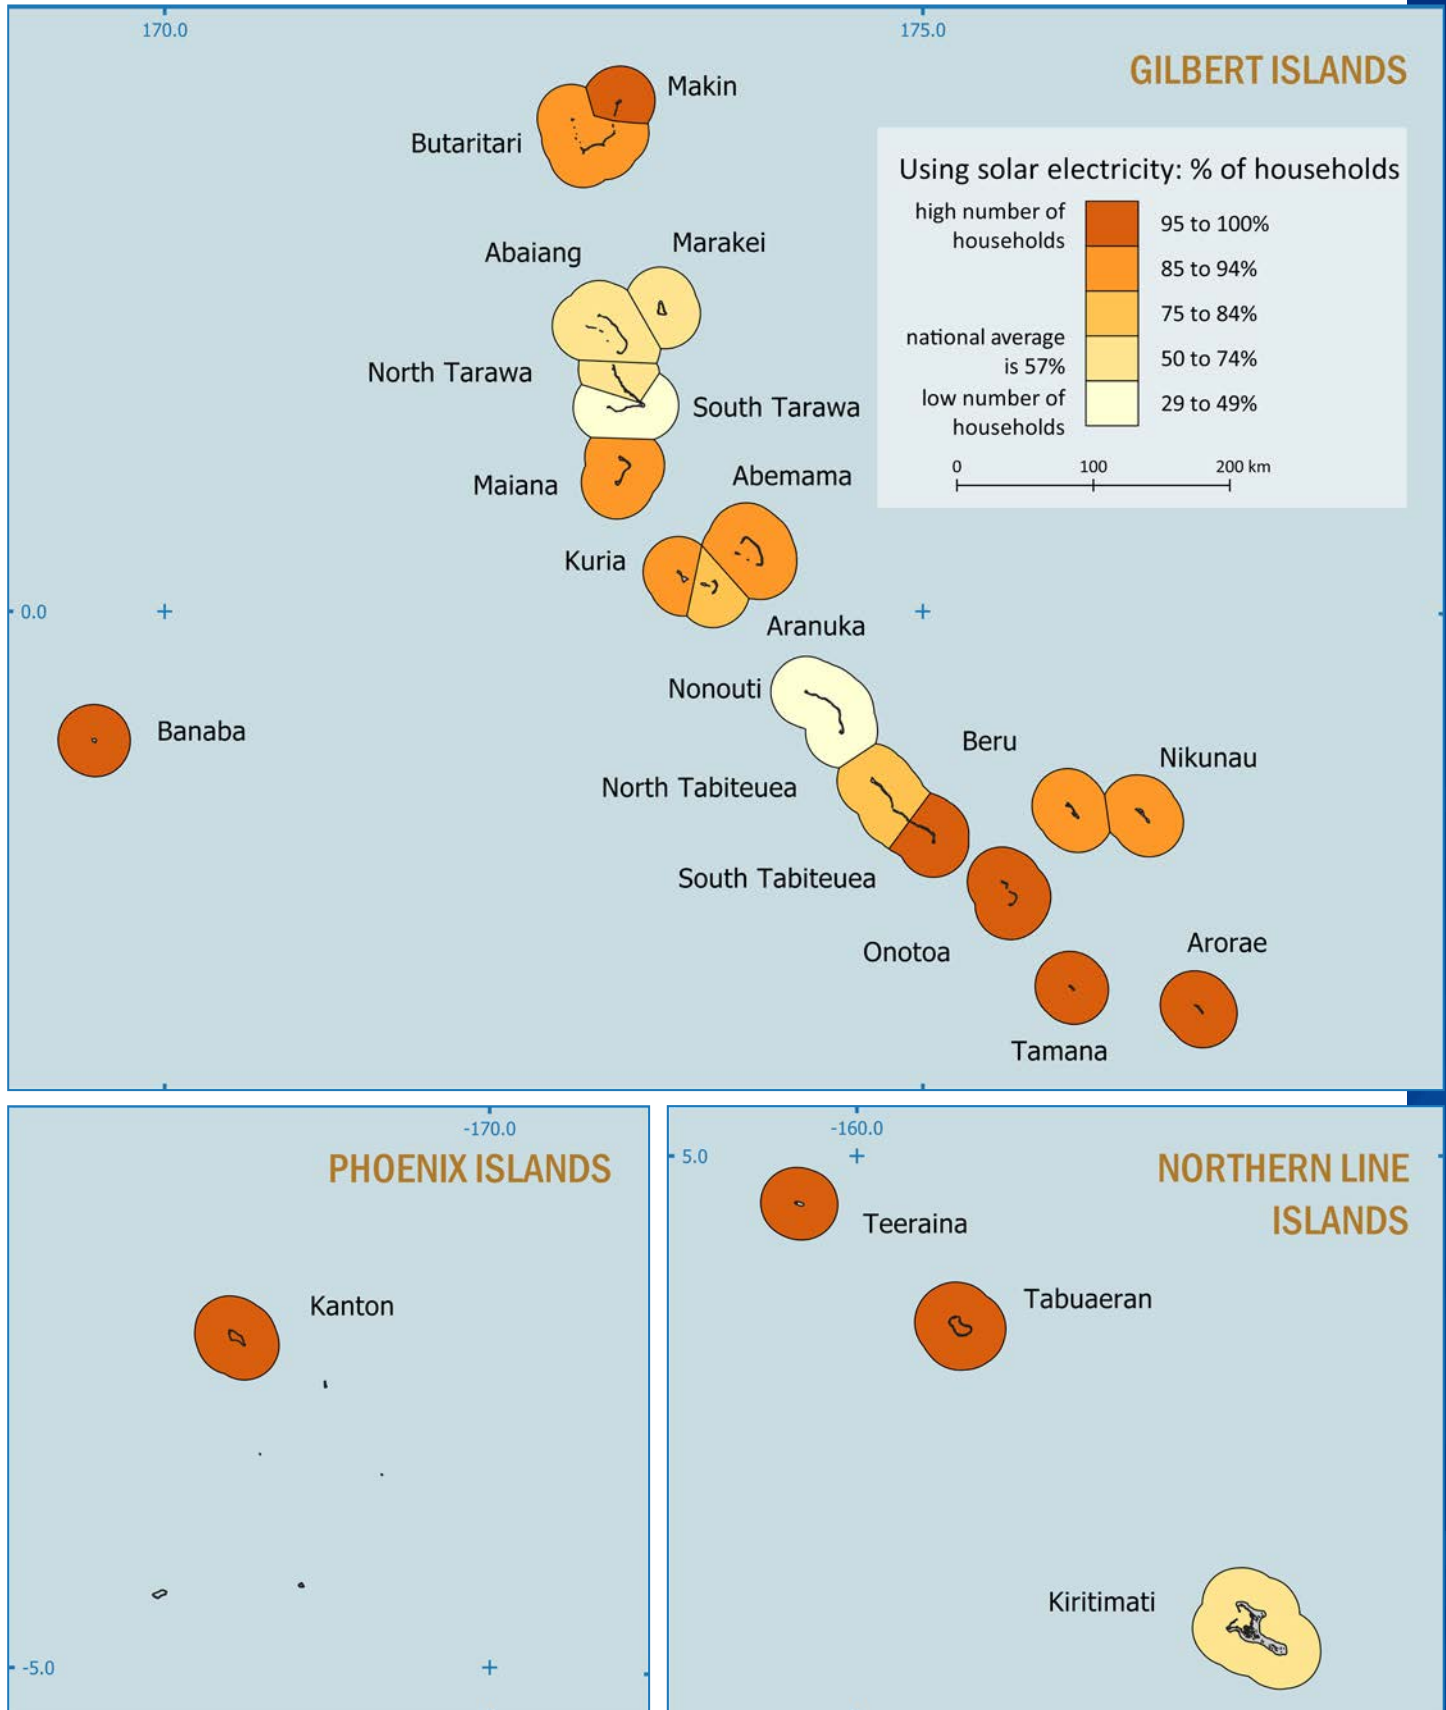 170.0
175.0
GILBERT ISLANDS
Makin
Butaritari
Using solar electricity: % of households
high number of
households
95 to 100%
85 to 94%
75 to 84%
national average
is 57%
50 to 74%
low number of
households
29 to 49%
0 100 200 km
Abaiang
Marakei
North Tarawa
South Tarawa
Maiana
Abemama
Kuria
0.0
Aranuka
Nonouti
Banaba
Beru
Nikunau
North Tabiteuea
South Tabiteuea
Onotoa
Arorae
Tamana
-170.0
PHOENIX ISLANDS
Kanton
-5.0
-160.0
5.0
NORTHERN LINE
ISLANDS
Teeraina
Tabuaeran
Kiritimati